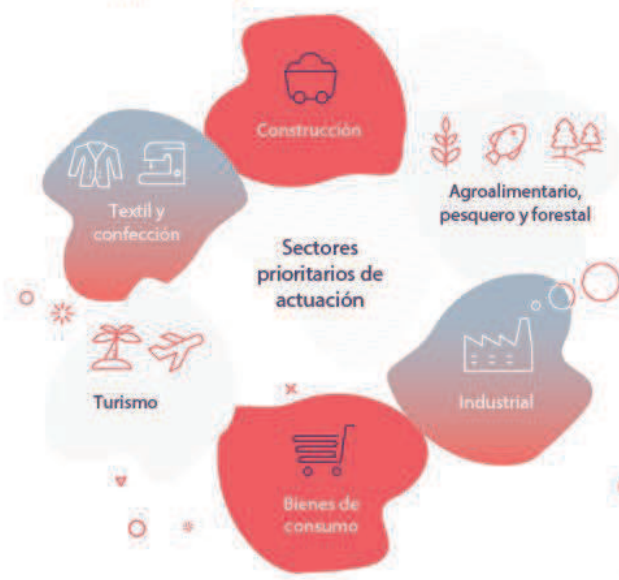 Construcción
Agroalimentario,
pesquero y forestal
Textil y
confección
Sectores
prioritarios de
actuación
Industrial
Turismo
Bienes de
consumo